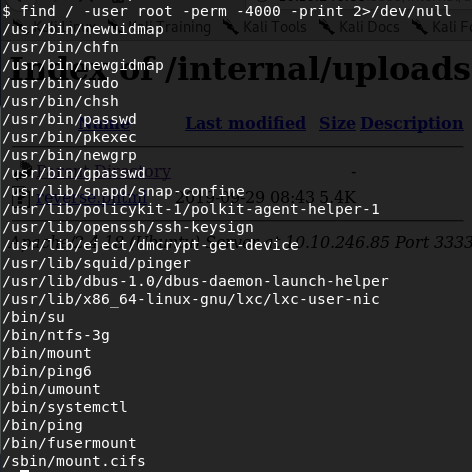 $ find / -user root -perm -4000 -print 2>/dev/null
Kali Training Kali Tools Kali Docs
/usr/bin/newuidmap
/usr/bin/chfn
/usr/bin/newgidmap
Index of /internal/uploads
/usr/bin/sudo
/usr/bin/chsh
/usr/bin/passwd
Name Last modified Size Description
/usr/bin/pkexec
/usr/bin/newgrp
/usr/bin/gpasswd
Directory -
/usr/lib/snapd/snap-confine
2019-09-29 08:43 5.4K
/usr/lib/policykit-1/polkit-agent-helper-1
/usr/lib/openssh/ssh-keysign
/usr/lib/eject/dmcrypt-get-device
10.10.246.85 Port 3333
/usr/lib/squid/pinger
/usr/lib/dbus-1.0/dbus-daemon-launch-helper
/usr/lib/x86_64-linux-gnu/lxc/lxc-user-nic
/bin/su
/bin/ntfs-3g
/bin/mount
/bin/ping6
/bin/umount
/bin/systemctl
/bin/ping
/bin/fusermount
/sbin/mount.cifs